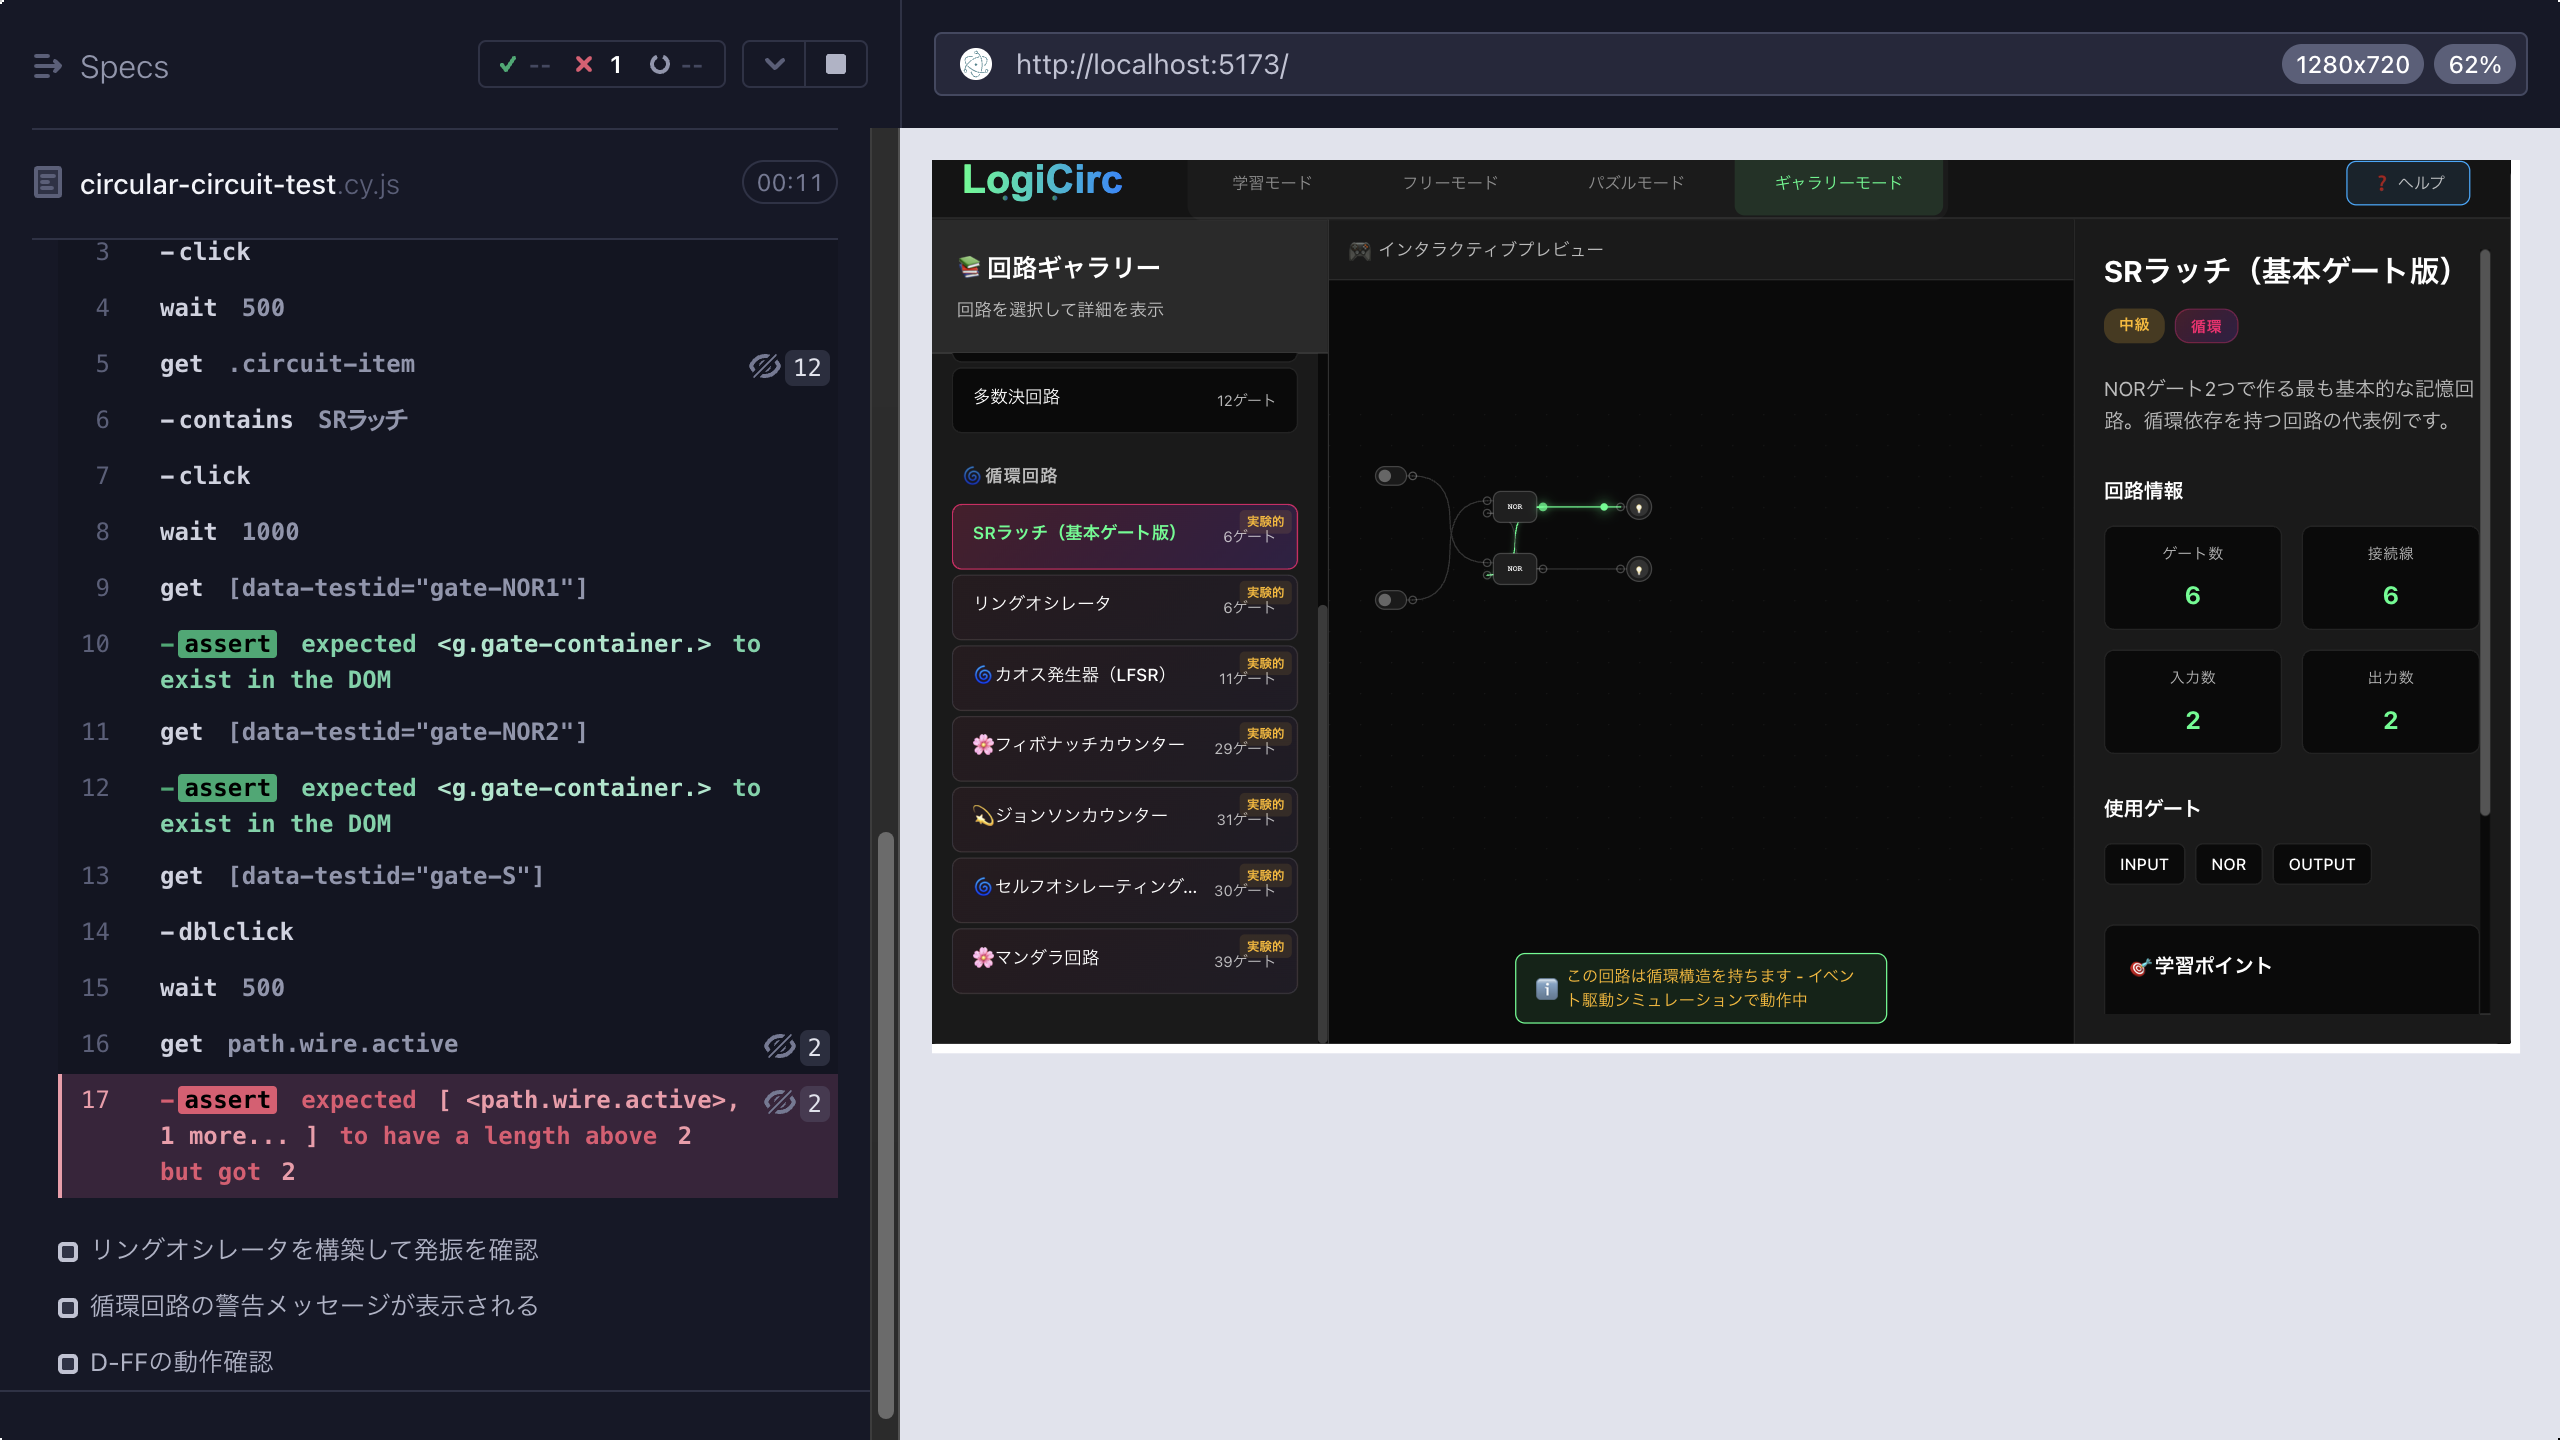 Specs
-- 1 --
circular-circuit-test.cy.js
00:11
3 -click
4 wait 500
5 get .circuit-item 12
6 -contains SRラッチ
7 -click
8 wait 1000
9 get [data-testid="gate-NOR1"]
10 -assert expected <g.gate-container.> to
exist in the DOM
11 get [data-testid="gate-NOR2"]
12 -assert expected <g.gate-container.> to
exist in the DOM
13 get [data-testid="gate-S"]
14 -dblclick
15 wait 500
16 get path.wire.active 2
17 -assert expected [ <path.wire.active>, 2
1 more... ] to have a length above 2
but got 2
リングオシレータを構築して発振を確認
循環回路の警告メッセージが表示される
D-FFの動作確認
http://localhost:5173/
1280x720
62%
LogiCirc
学習モード
フリーモード
パズルモード
ギャラリーモード
❓ ヘルプ
📚 回路ギャラリー
回路を選択して詳細を表示
多数決回路
12ゲート
🌀 循環回路
SRラッチ（基本ゲート版）
実験的
6ゲート
リングオシレータ
実験的
6ゲート
🌀カオス発生器（LFSR）
実験的
11ゲート
🌸フィボナッチカウンター
実験的
29ゲート
💫ジョンソンカウンター
実験的
31ゲート
🌀セルフオシレーティング...
実験的
30ゲート
🌸マンダラ回路
実験的
39ゲート
🎮 インタラクティブプレビュー
NOR
NOR
ℹ️ この回路は循環構造を持ちます - イベン
ト駆動シミュレーションで動作中
SRラッチ（基本ゲート版）
中級
循環
NORゲート2つで作る最も基本的な記憶回
路。循環依存を持つ回路の代表例です。
回路情報
ゲート数
6
接続線
6
入力数
2
出力数
2
使用ゲート
INPUT
NOR
OUTPUT
🎯 学習ポイント